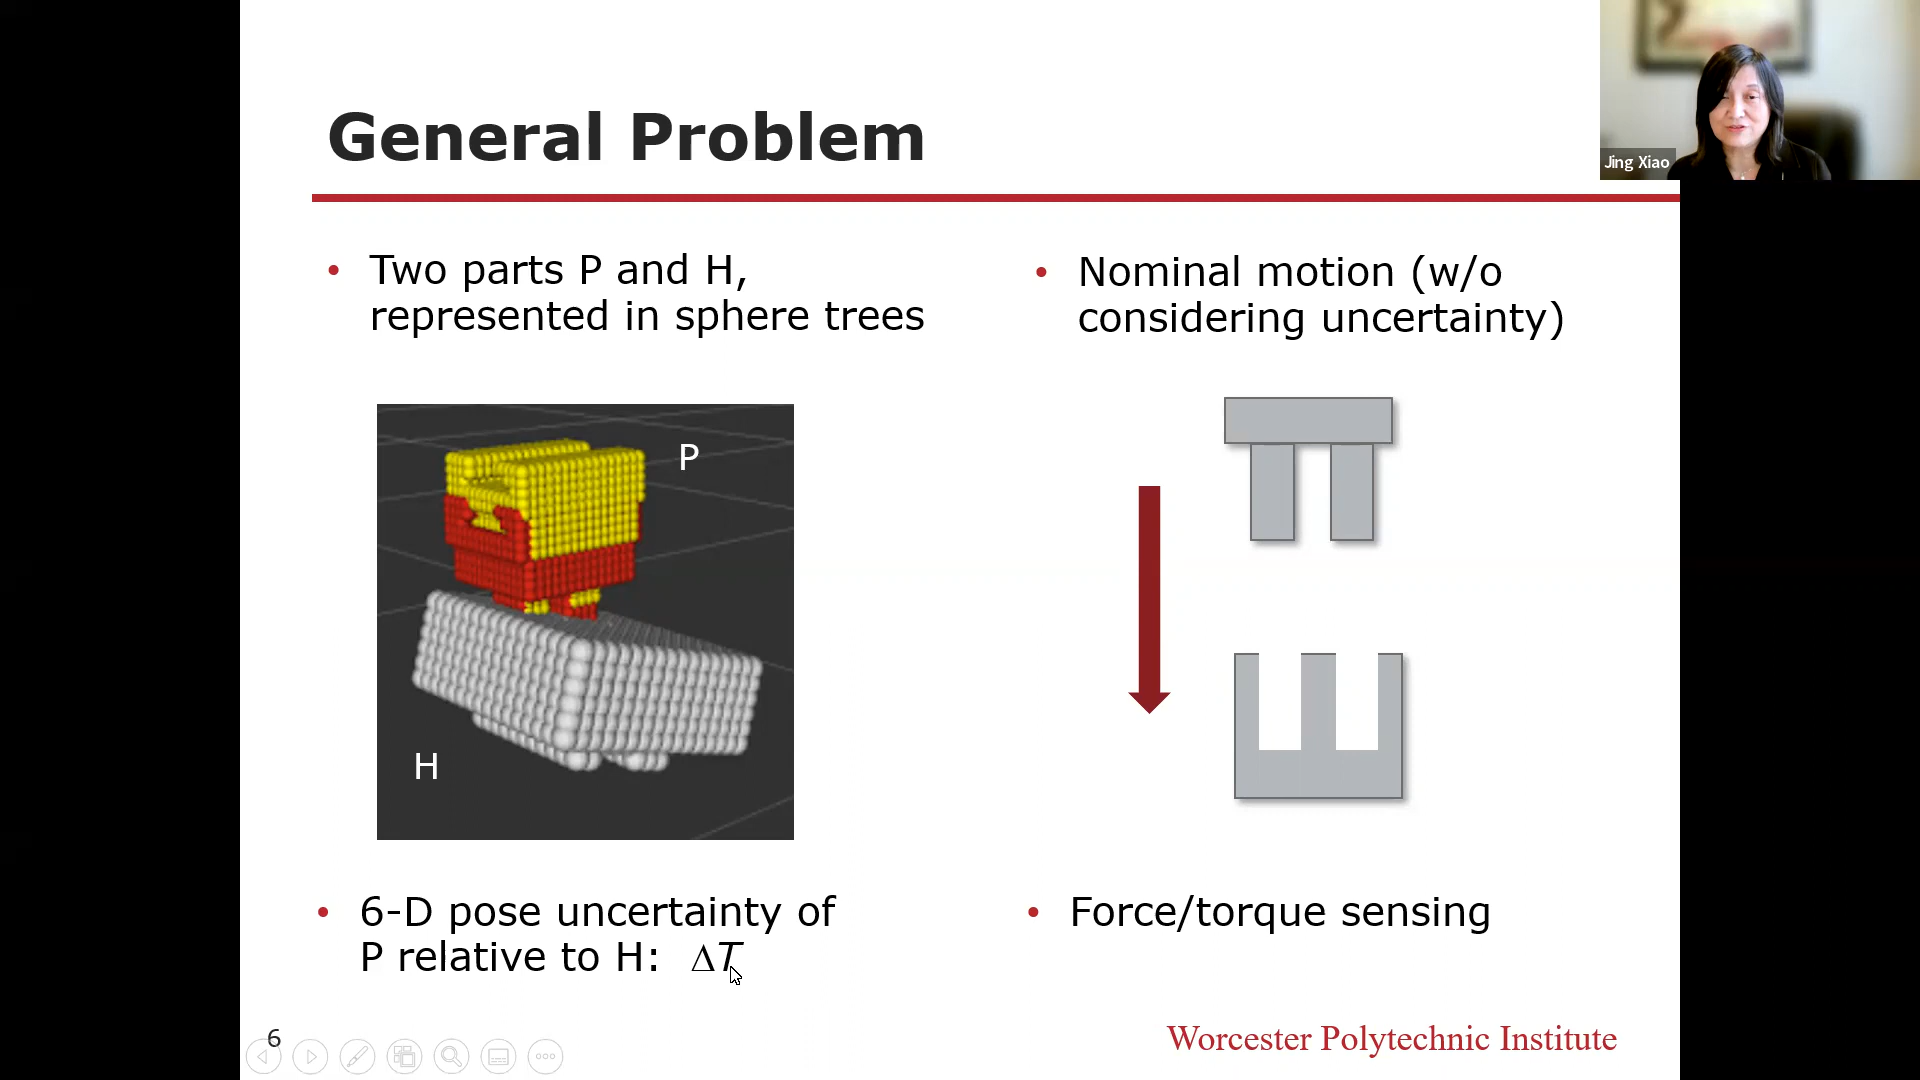 General Problem
Jing Xiao
• Two parts P and H,
represented in sphere trees
• Nominal motion (w/o
considering uncertainty)
P
H
• 6-D pose uncertainty of
P relative to H: ΔT
• Force/torque sensing
6
Worcester Polytechnic Institute